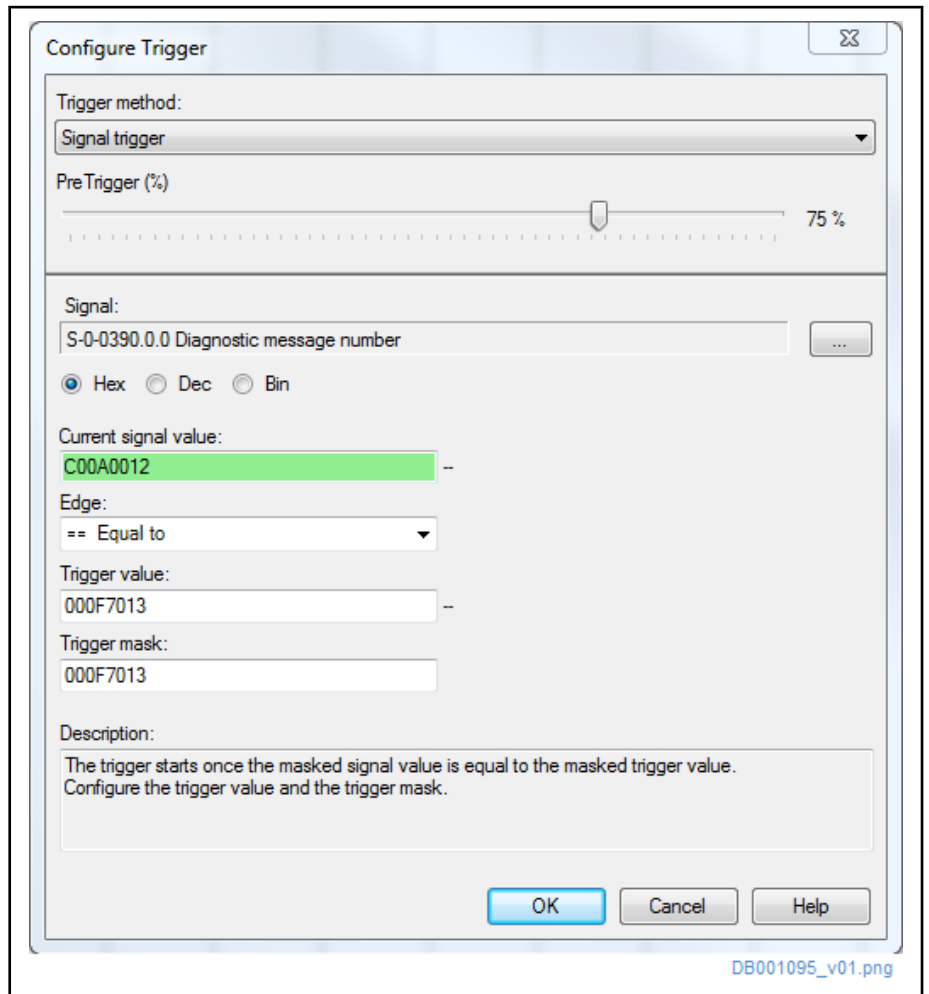 Configure Trigger
Trigger method:
Signal trigger
PreTrigger (%)
75 %
Signal:
S-0-0390.0.0 Diagnostic message number
...
Hex Dec Bin
Current signal value:
C00A0012 --
Edge:
== Equal to
Trigger value:
000F7013 --
Trigger mask:
000F7013
Description:
The trigger starts once the masked signal value is equal to the masked trigger value.
Configure the trigger value and the trigger mask.
OK Cancel Help
DB001095_v01.png